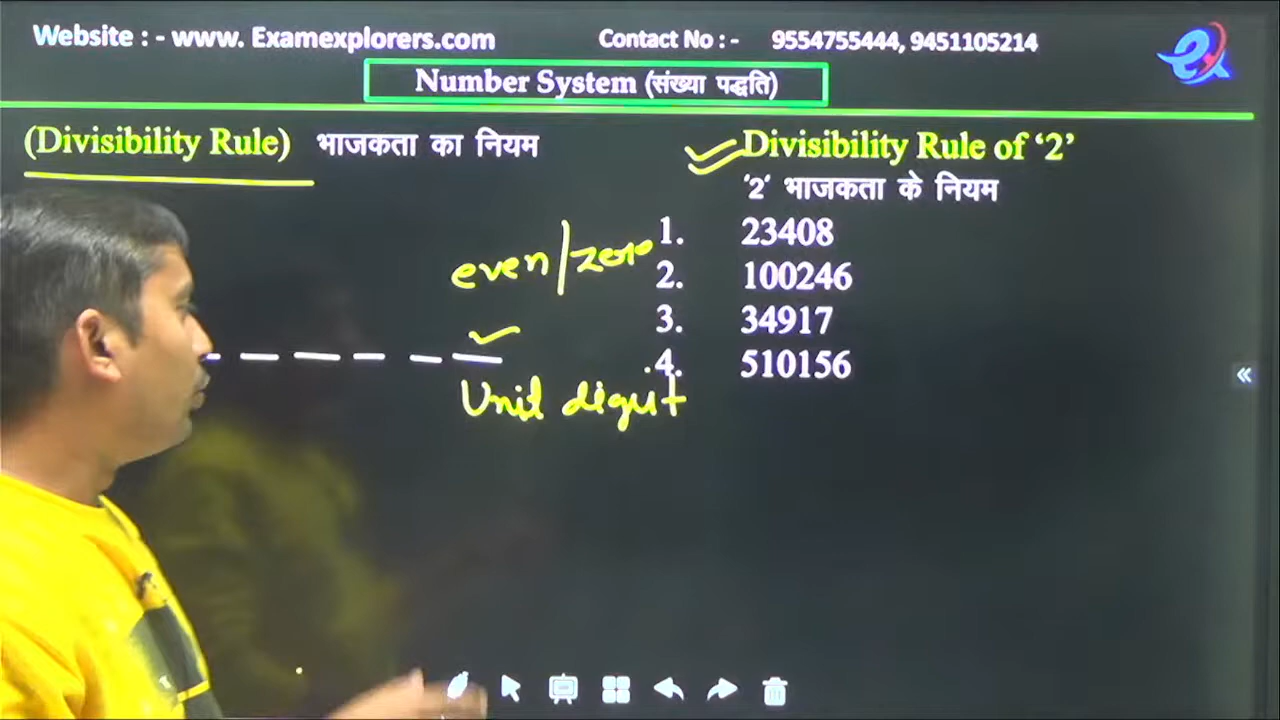 Website : - www. Examexplorers.com Contact No : - 9554755444, 9451105214
Number System (संख्या पद्धति)
(Divisibility Rule) भाजकता का नियम
Divisibility Rule of ‘2’
‘2‘ भाजकता के नियम
even/zero
1. 23408
2. 100246
3. 34917
4. 510156
Unit digit